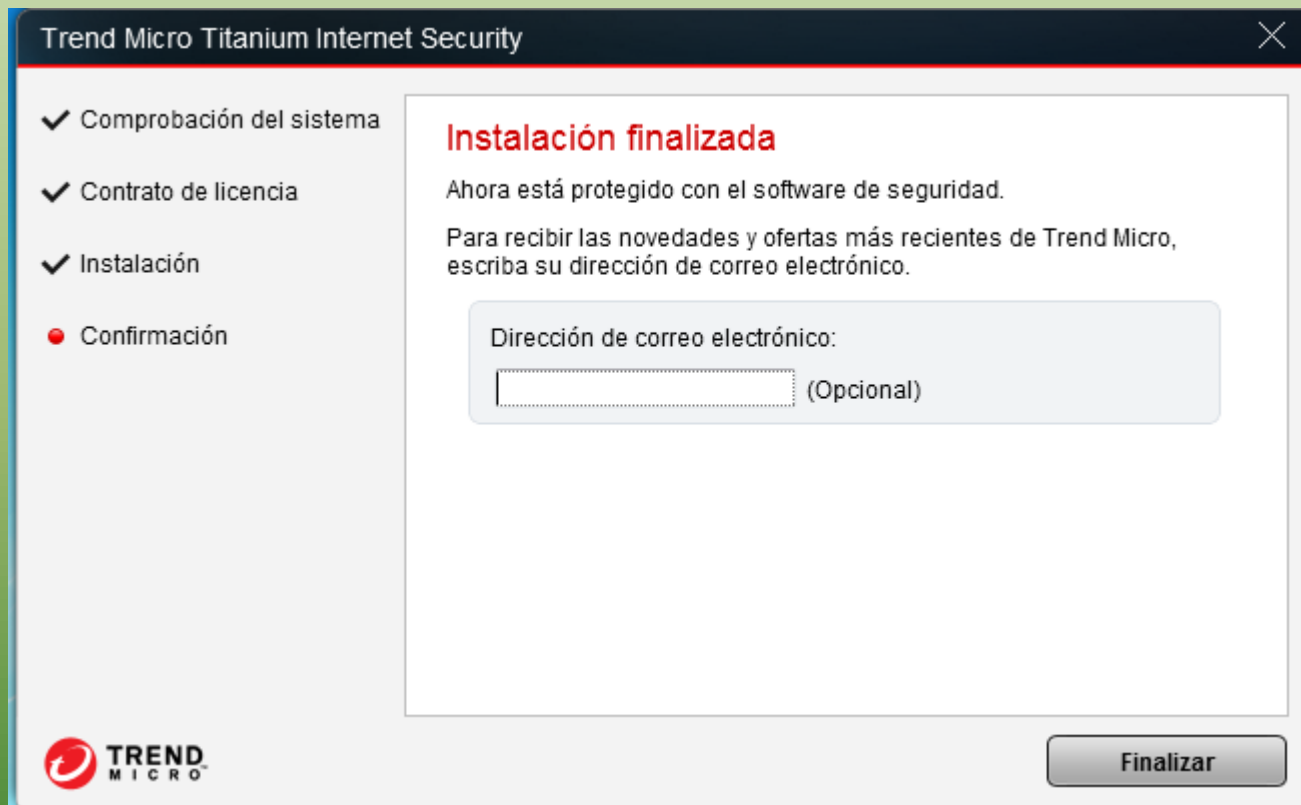 Trend Micro Titanium Internet Security
Comprobación del sistema
Contrato de licencia
Instalación
Confirmación
Instalación finalizada
Ahora está protegido con el software de seguridad.
Para recibir las novedades y ofertas más recientes de Trend Micro,
escriba su dirección de correo electrónico.
Dirección de correo electrónico:
(Opcional)
TREND
MICRO™
Finalizar